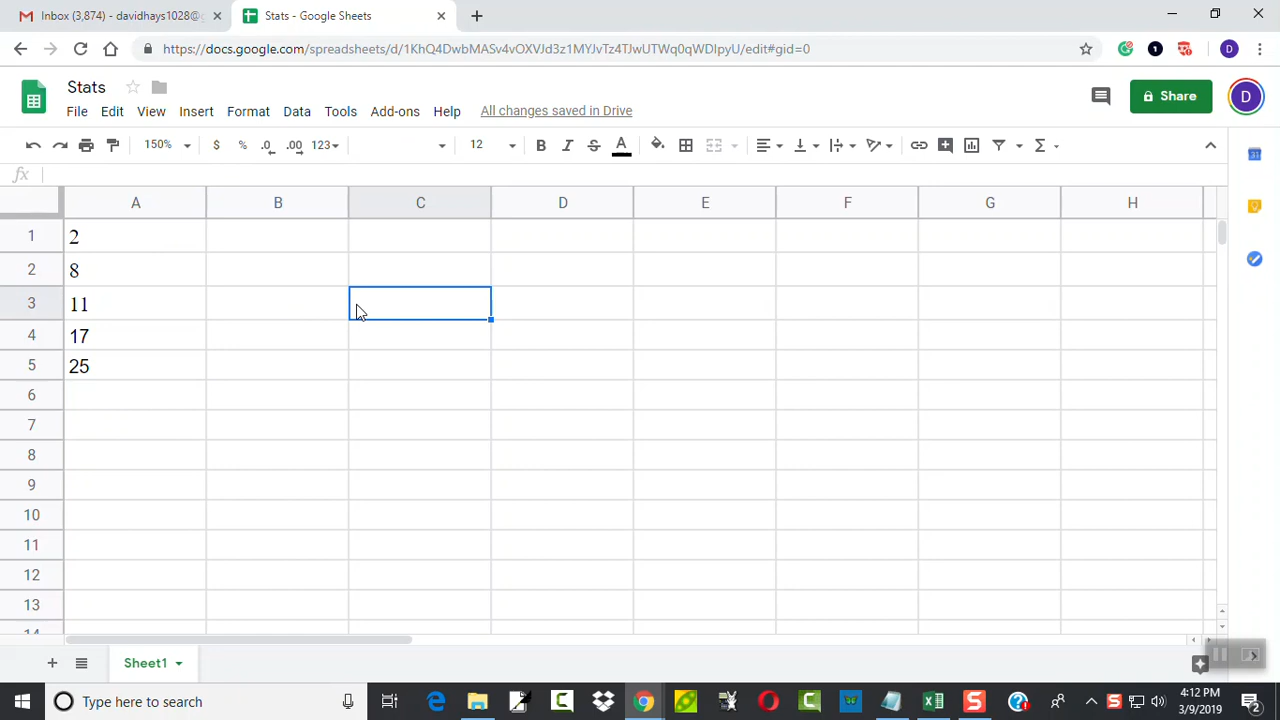 Inbox (3,874) - davidhays1028@
Stats - Google Sheets
https://docs.google.com/spreadsheets/d/1KhQ4DwbMASv4vOXVJd3z1MYJvTz4TJwUTWq0qWDIpyU/edit#gid=0
Stats
File Edit View Insert Format Data Tools Add-ons Help All changes saved in Drive
Share
D
150% $ % .0 .00 123 12 B I S A Σ
fx
A B C D E F G H
1 2
2 8
3 11
4 17
5 25
6
7
8
9
10
11
12
13
14
Sheet1
Type here to search
4:12 PM
3/9/2019